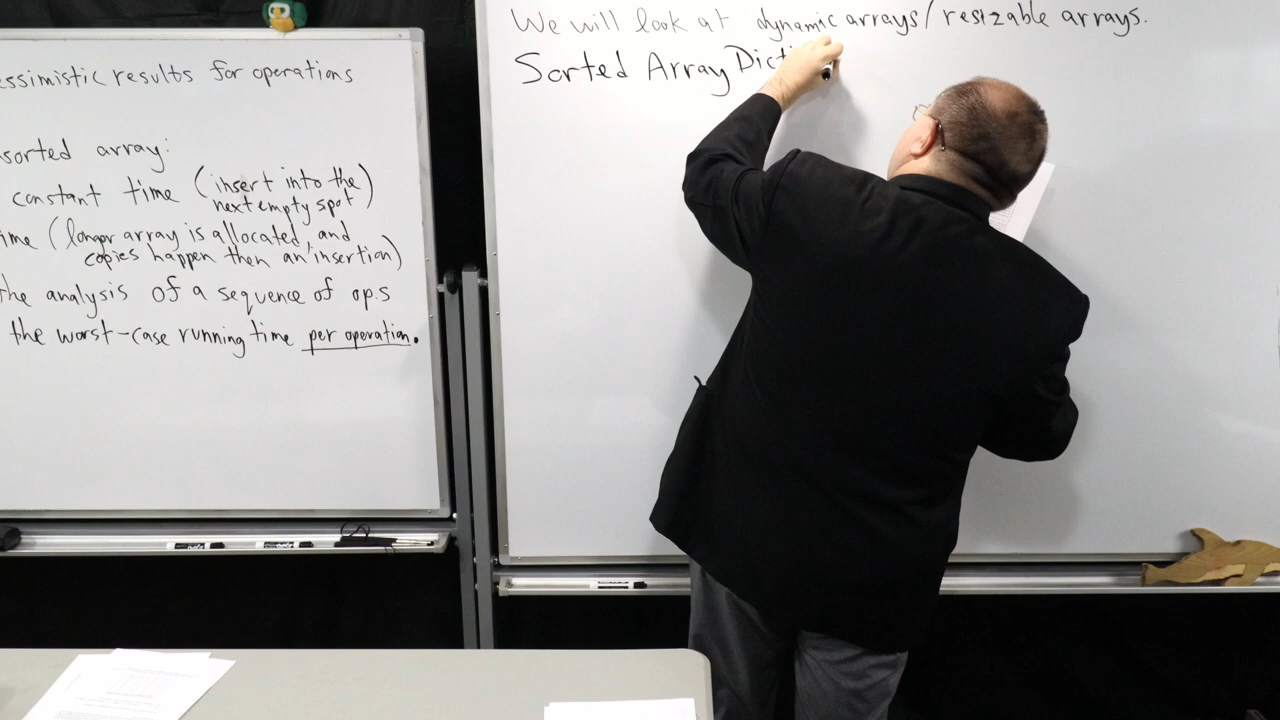 essimistic results for operations
sorted array:
constant time (insert into the
next empty spot)
ime (longer array is allocated, and
copies happen then an insertion)
the analysis of a sequence of op.s
the worst-case running time per operation.
We will look at dynamic arrays/resizable arrays.
Sorted Array Dict